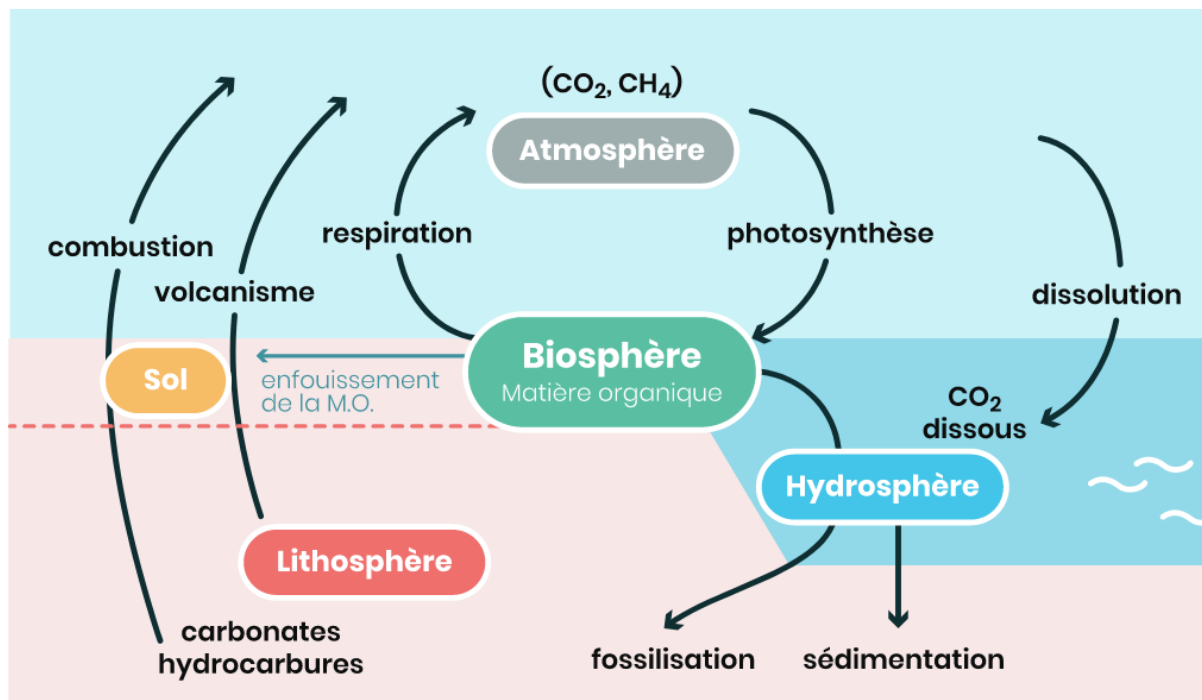 (CO₂, CH₄)
Atmosphère
combustion
respiration
photosynthèse
volcanisme
dissolution
Biosphère
Matière organique
Sol
enfouissement
de la M.O.
CO₂
dissous
Hydrosphère
Lithosphère
carbonates
hydrocarbures
fossilisation
sédimentation